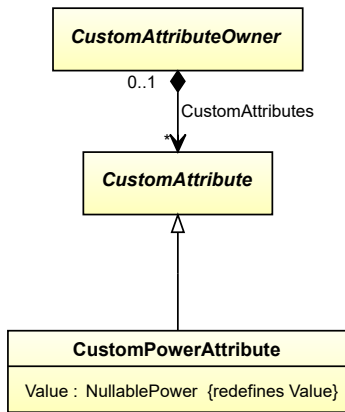 CustomAttributeOwner
0..1
CustomAttributes
*
CustomAttribute
CustomPowerAttribute
Value : NullablePower {redefines Value}